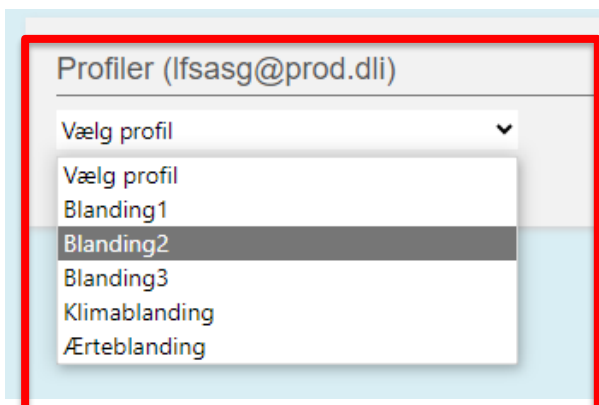 Profiler (lfsasg@prod.dli)
Vælg profil
Vælg profil
Blanding1
Blanding2
Blanding3
Klimablanding
Ærteblanding